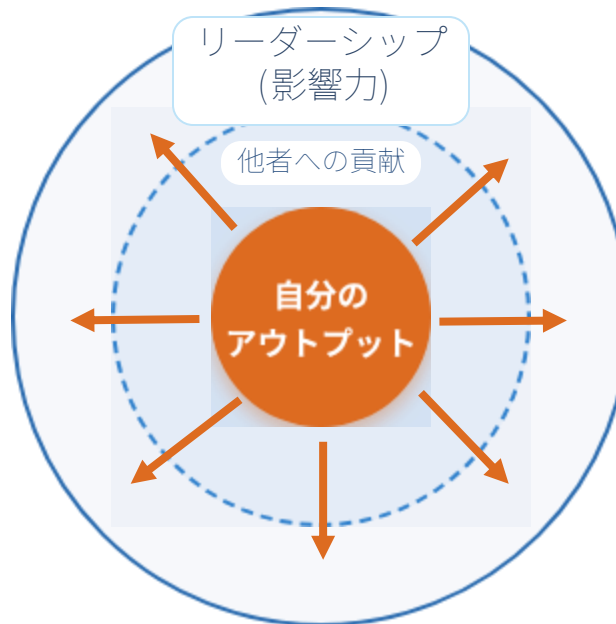 リーダーシップ
(影響力)
他者への貢献
自分の
アウトプット